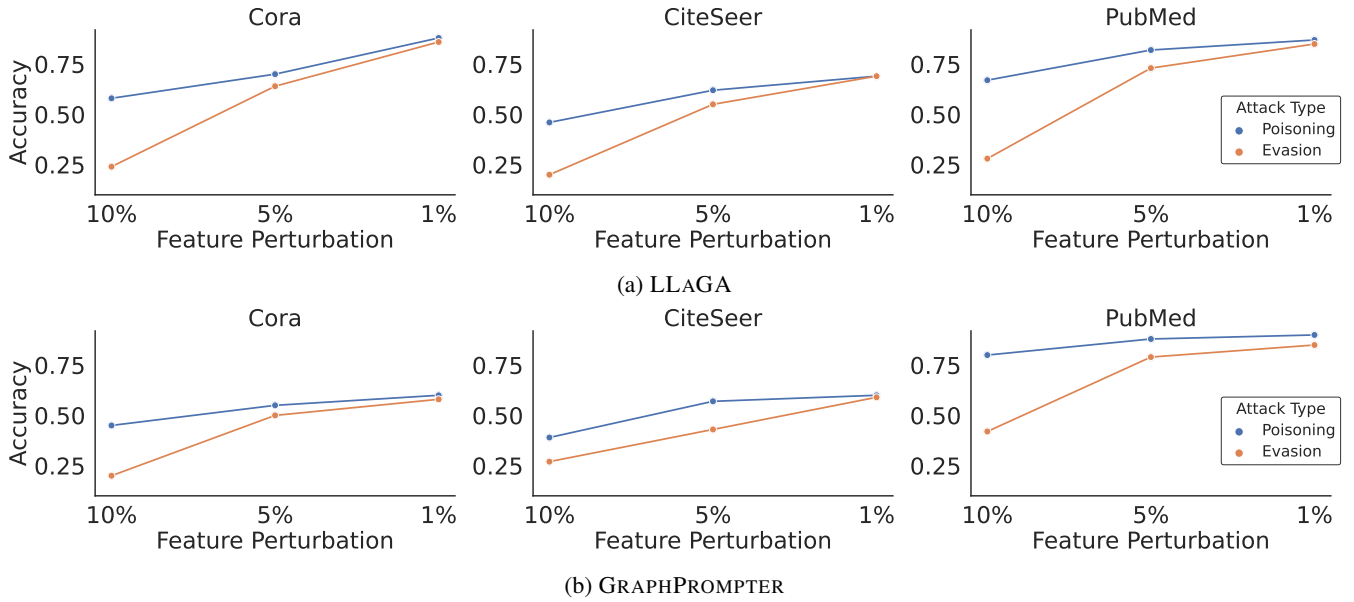 Cora
CiteSeer
PubMed
Accuracy
0.75
0.50
0.25
0.75
0.50
0.25
0.75
0.50
0.25
Attack Type
Poisoning
Evasion
10% 5% 1%
10% 5% 1%
10% 5% 1%
Feature Perturbation
Feature Perturbation
Feature Perturbation
(a) LLAGA
Cora
CiteSeer
PubMed
Accuracy
0.75
0.50
0.25
0.75
0.50
0.25
0.75
0.50
0.25
Attack Type
Poisoning
Evasion
10% 5% 1%
10% 5% 1%
10% 5% 1%
Feature Perturbation
Feature Perturbation
Feature Perturbation
(b) GRAPHPROMPTER